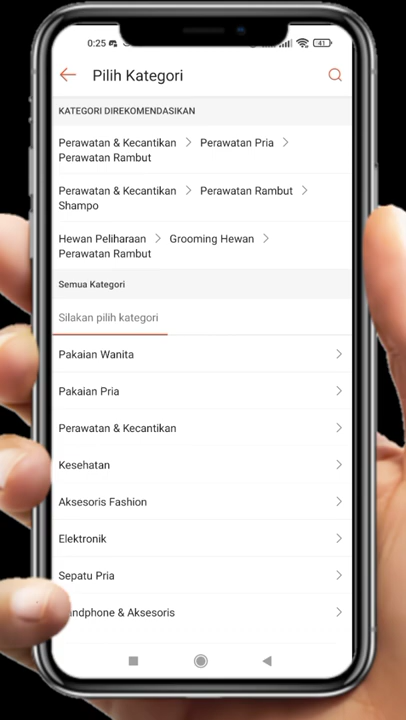 0:25
41
Pilih Kategori
KATEGORI DIREKOMENDASIKAN
Perawatan & Kecantikan > Perawatan Pria >
Perawatan Rambut
Perawatan & Kecantikan > Perawatan Rambut >
Shampo
Hewan Peliharaan > Grooming Hewan >
Perawatan Rambut
Semua Kategori
Silakan pilih kategori
Pakaian Wanita
Pakaian Pria
Perawatan & Kecantikan
Kesehatan
Aksesoris Fashion
Elektronik
Sepatu Pria
andphone & Aksesoris